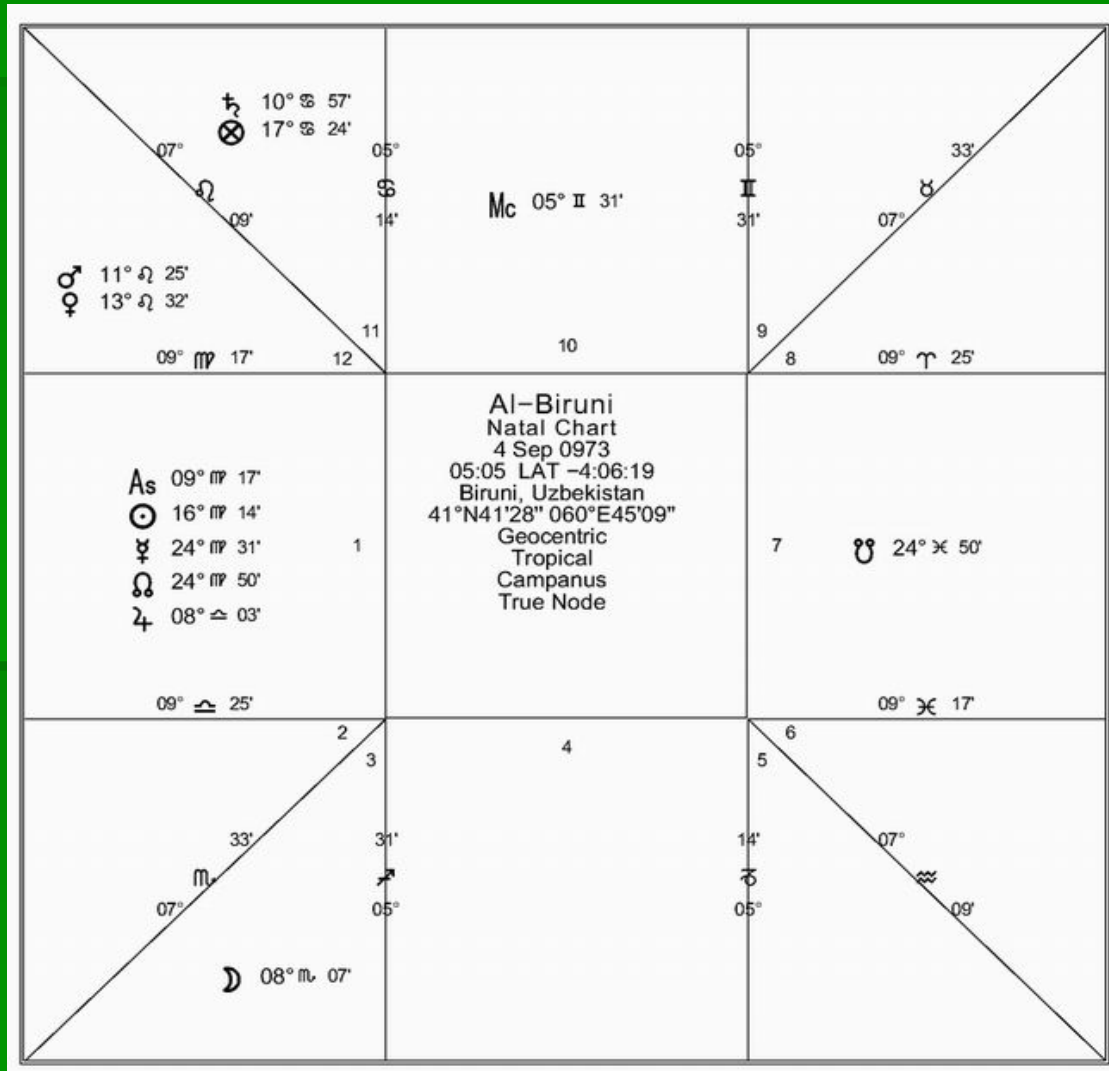 ♄ 10° ♋ 57'
⊗ 17° ♋ 24'
07° ♌ 09'
05° ♋ 14'
Mc 05° ♊ 31'
05° ♊ 31'
33' ♉ 07°
♂ 11° ♌ 25'
♀ 13° ♌ 32'
11
10
9
09° ♍ 17'
12
8
09° ♈ 25'
Al-Biruni
Natal Chart
4 Sep 0973
05:05 LAT -4:06:19
Biruni, Uzbekistan
41°N41'28" 060°E45'09"
Geocentric
Tropical
Campanus
True Node
As 09° ♍ 17'
☉ 16° ♍ 14'
☿ 24° ♍ 31'
☊ 24° ♍ 50'
♃ 08° ♎ 03'
1
7
☋ 24° ♓ 50'
09° ♎ 25'
09° ♓ 17'
2
3
4
5
6
33' ♏ 07°
31' ♐ 05°
14' ♑ 05°
07° ♒ 09'
☽ 08° ♏ 07'